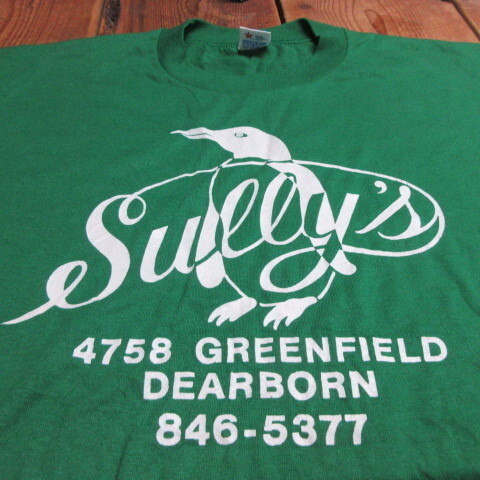 Sully's
4758 GREENFIELD
DEARBORN
846-5377